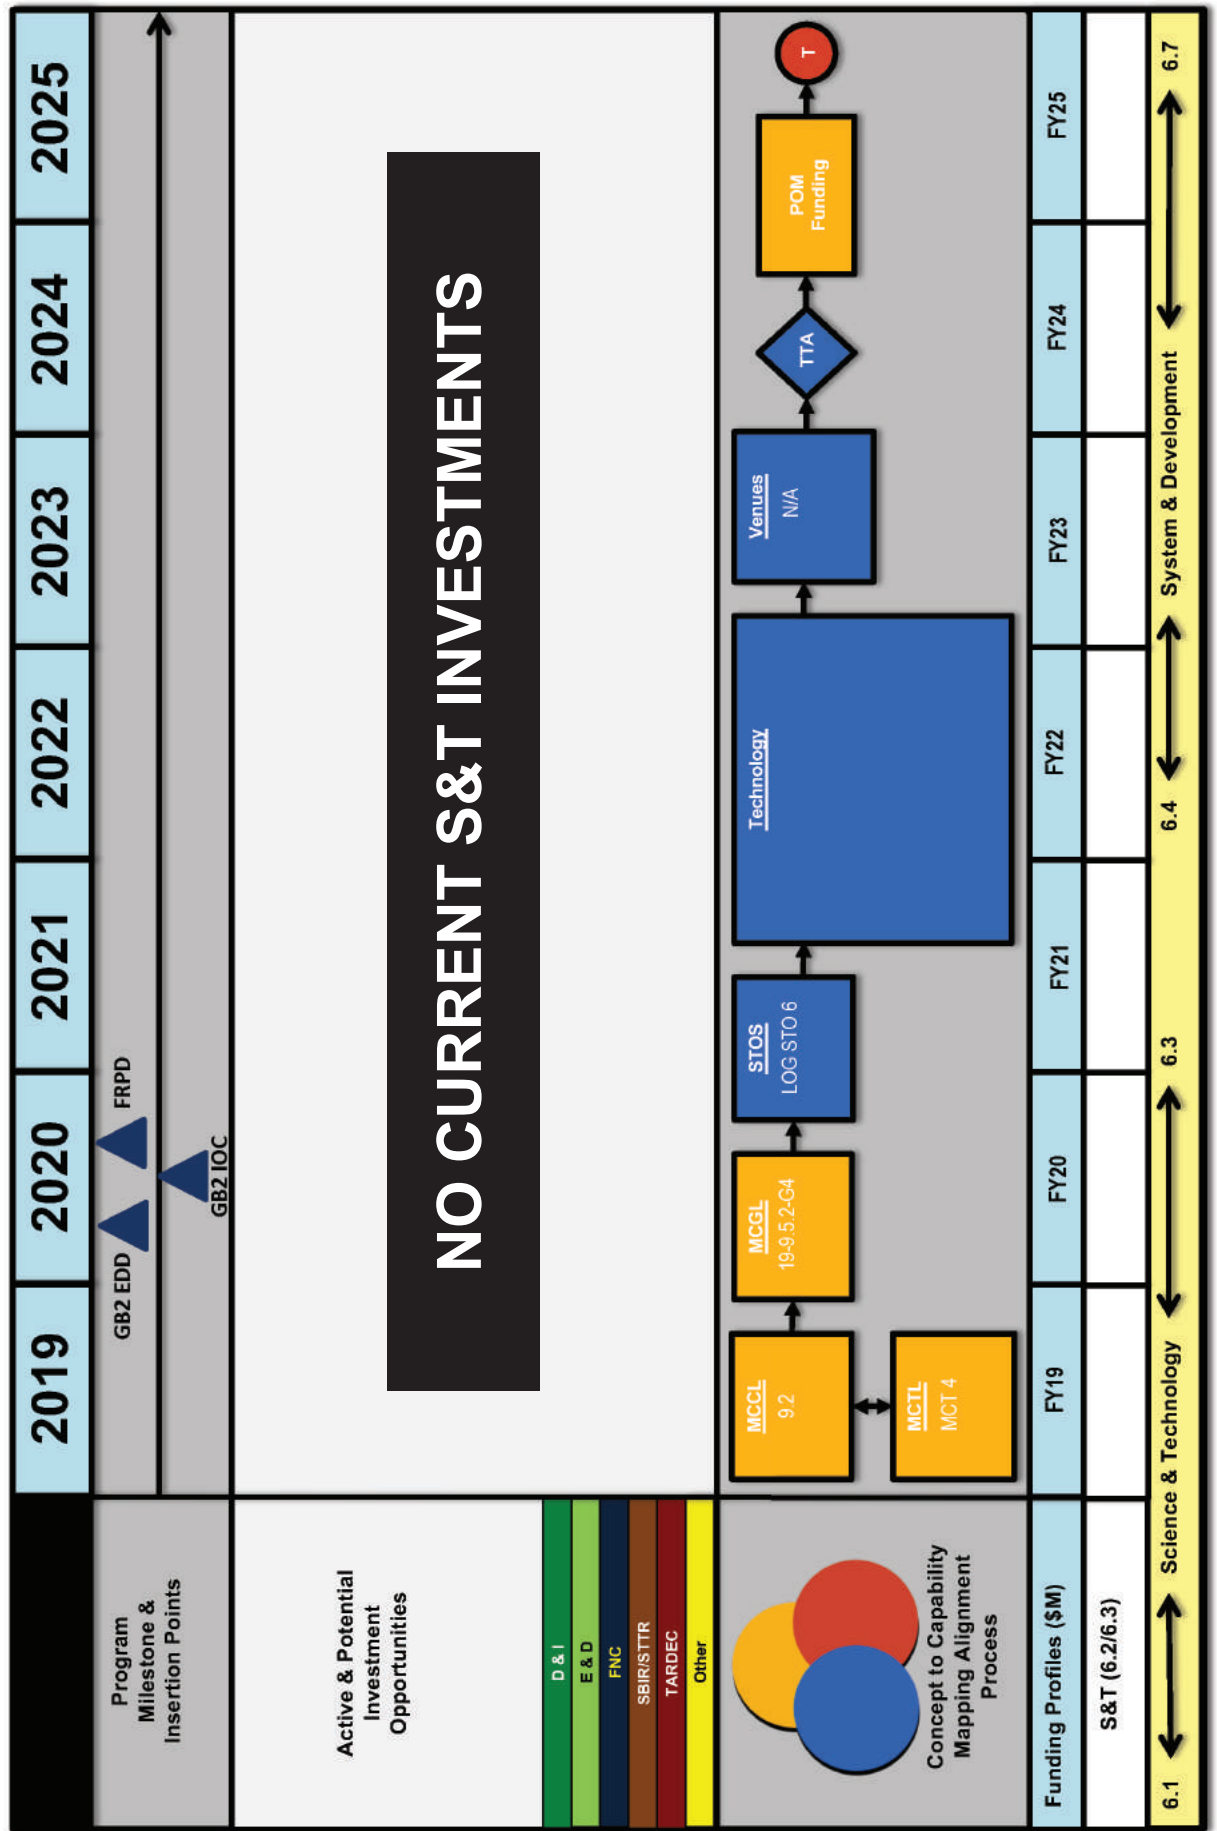 2019
2020
2021
2022
2023
2024
2025
Program
Milestone &
Insertion Points
GB2 EDD
FRPD
GB2 IOC
Active & Potential
Investment
Opportunities
NO CURRENT S&T INVESTMENTS
D & I
E & D
FNC
SBIR/STTR
TARDEC
Other
Concept to Capability
Mapping Alignment
Process
MCCL
9.2
MCTL
MCT 4
MCGL
19-9.5.2-G4
STOS
LOG STO 6
Technology
Venues
N/A
TTA
POM
Funding
T
Funding Profiles ($M)
FY19
FY20
FY21
FY22
FY23
FY24
FY25
S&T (6.2/6.3)
6.1
Science & Technology
6.3
6.4
System & Development
6.7